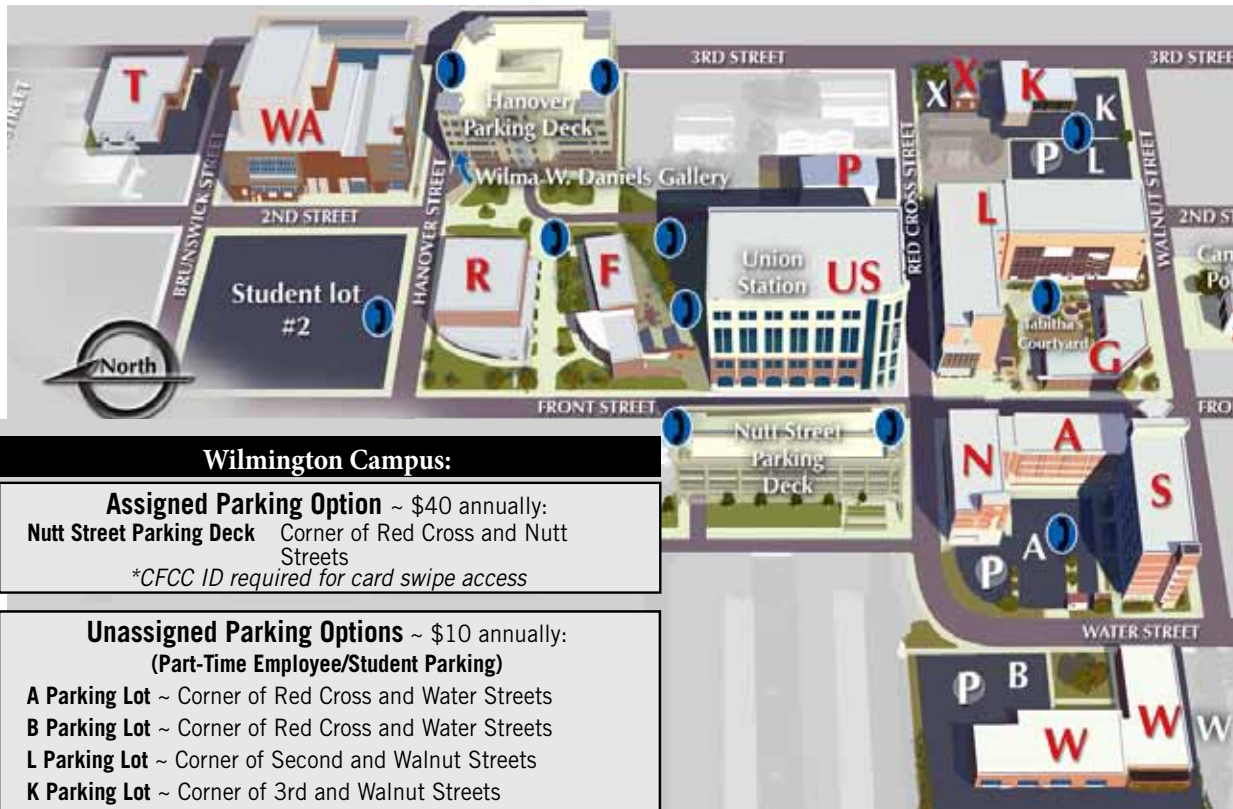 3RD STREET
3RD STREE
STREET
T
WA
Hanover
Parking Deck
Wilma W. Daniels Gallery
P
X
X
K
K
P
L
BRUNSWICK STREET
2ND STREET
HANOVER STREET
RED CROSS STREET
WALNUT STREET
2ND ST
Student lot
#2
R
F
Union
Station
US
L
Tabitha's
Courtyard
G
Cam
Pol
North
FRONT STREET
FRO
Nutt Street
Parking
Deck
N
A
S
P
A
WATER STREET
P
B
W
W
W
Wilmington Campus:
Assigned Parking Option ~ $40 annually:
Nutt Street Parking Deck Corner of Red Cross and Nutt
Streets
*CFCC ID required for card swipe access
Unassigned Parking Options ~ $10 annually:
(Part-Time Employee/Student Parking)
A Parking Lot ~ Corner of Red Cross and Water Streets
B Parking Lot ~ Corner of Red Cross and Water Streets
L Parking Lot ~ Corner of Second and Walnut Streets
K Parking Lot ~ Corner of 3rd and Walnut Streets